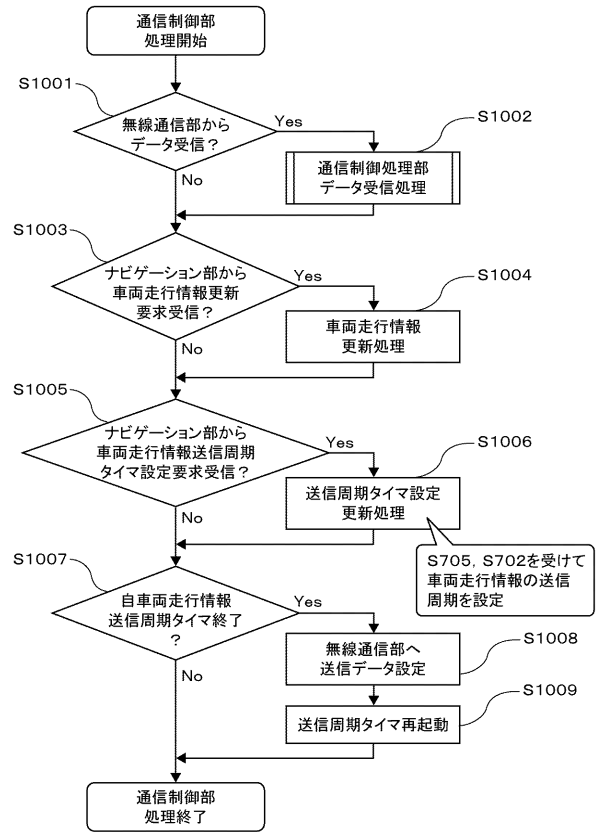 通信制御部
処理開始
S1001
無線通信部から
データ受信？
Yes
No
S1002
通信制御処理部
データ受信処理
S1003
ナビゲーション部から
車両走行情報更新
要求受信？
Yes
No
S1004
車両走行情報
更新処理
S1005
ナビゲーション部から
車両走行情報送信周期
タイマ設定要求受信？
Yes
No
S1006
送信周期タイマ設定
更新処理
S705, S702を受けて
車両走行情報の送信
周期を設定
S1007
自車両走行情報
送信周期タイマ終了
？
Yes
No
S1008
無線通信部へ
送信データ設定
S1009
送信周期タイマ再起動
通信制御部
処理終了